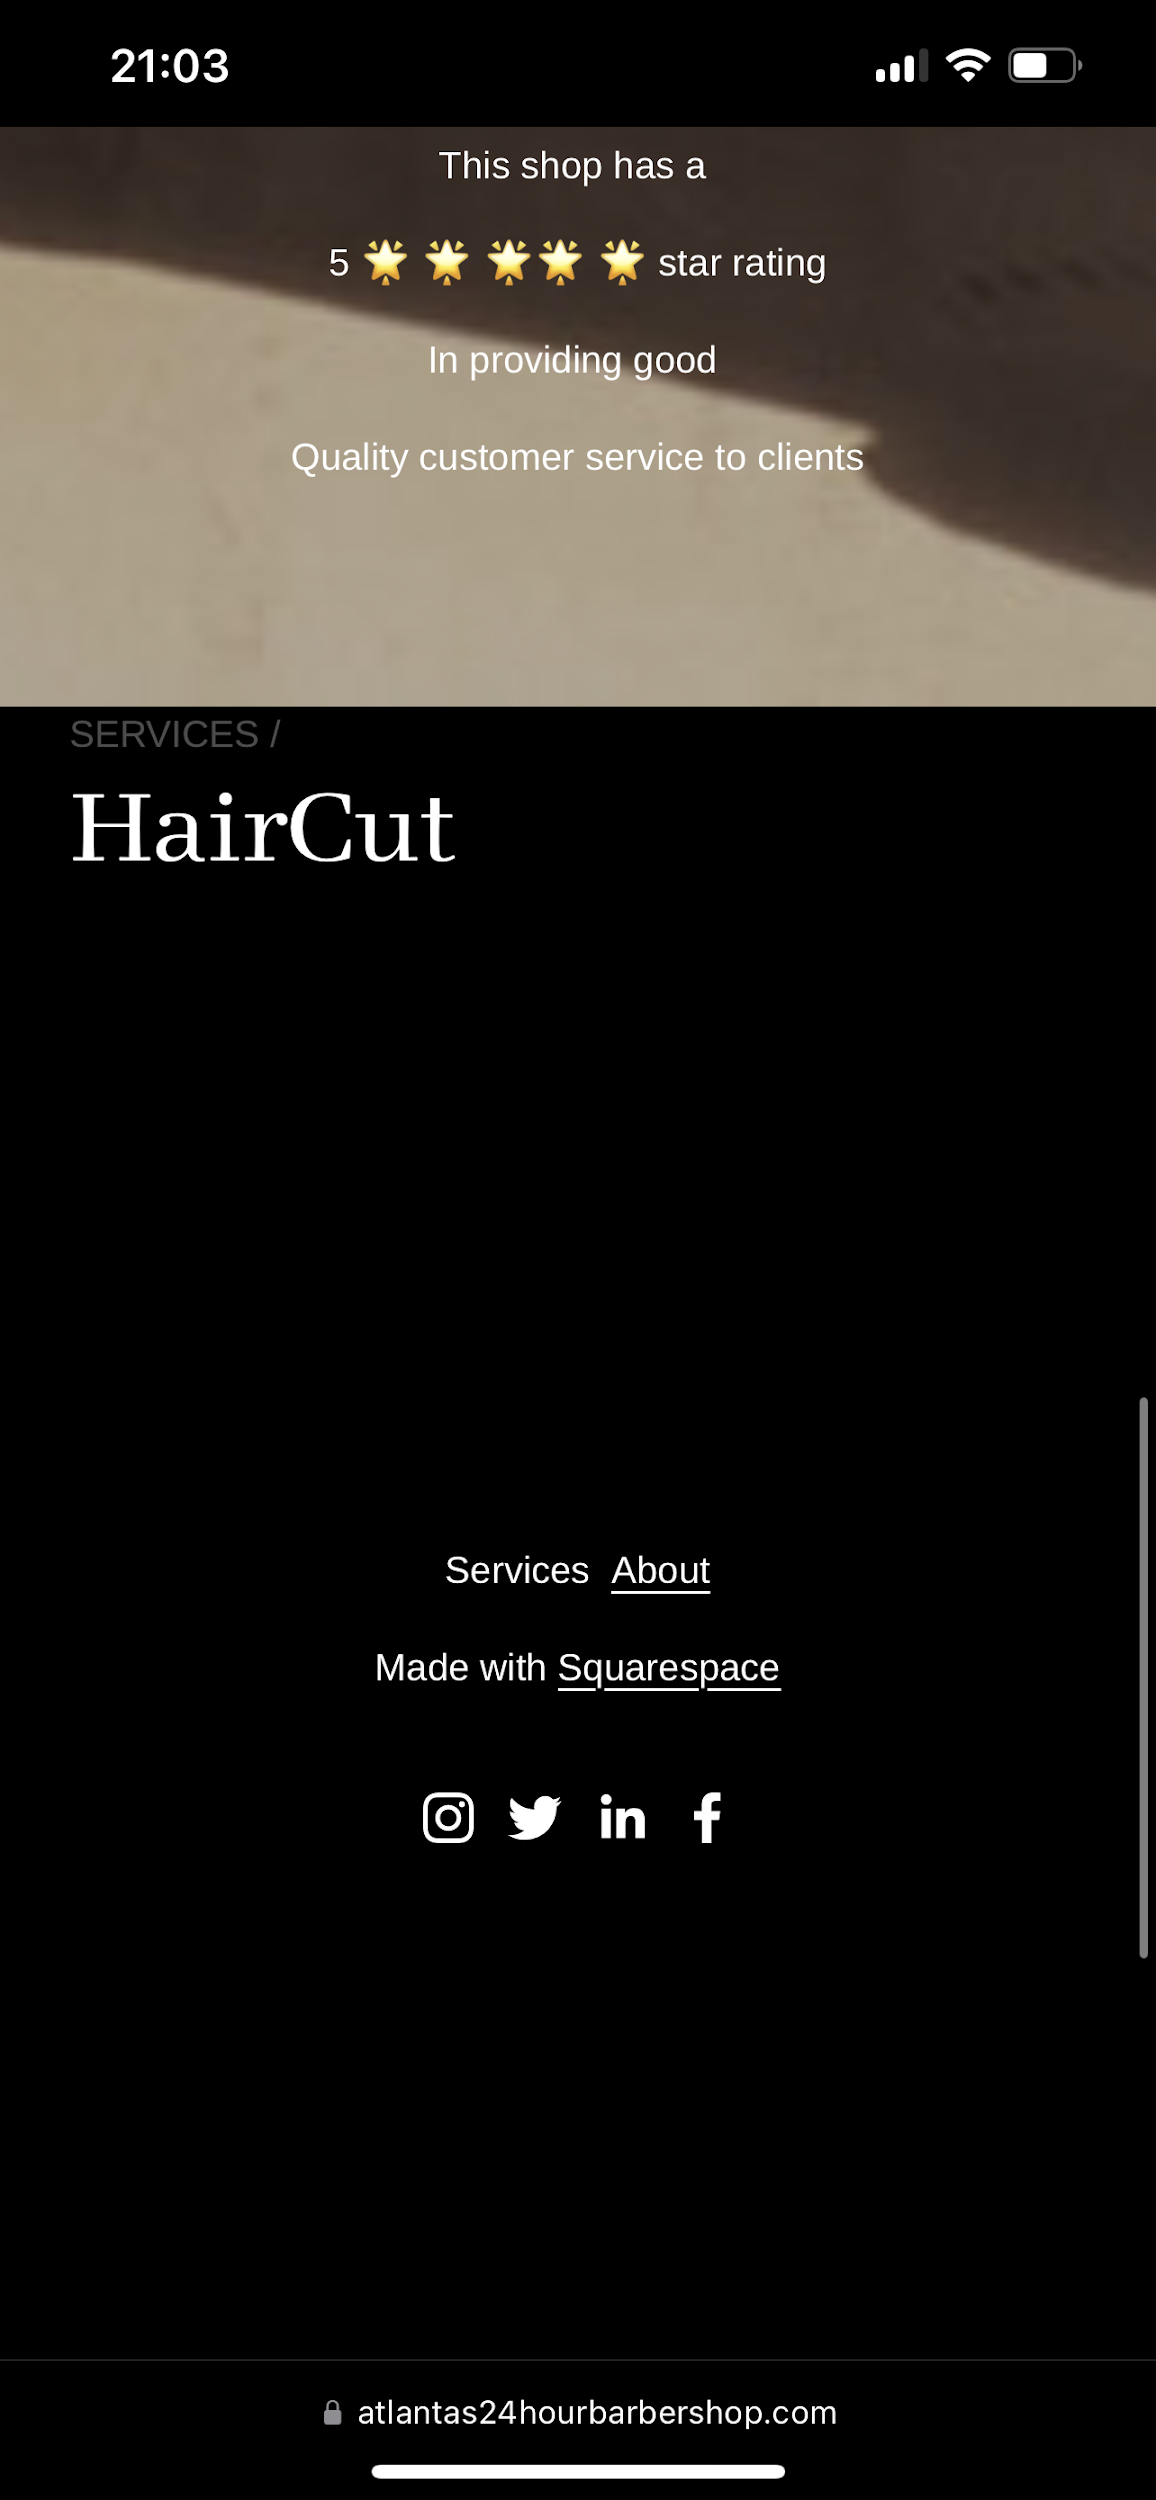 21:03
This shop has a
5 🌟 🌟 🌟🌟 🌟 star rating
In providing good
Quality customer service to clients
SERVICES /
HairCut
Services About
Made with Squarespace
atlantas24hourbarbershop.com